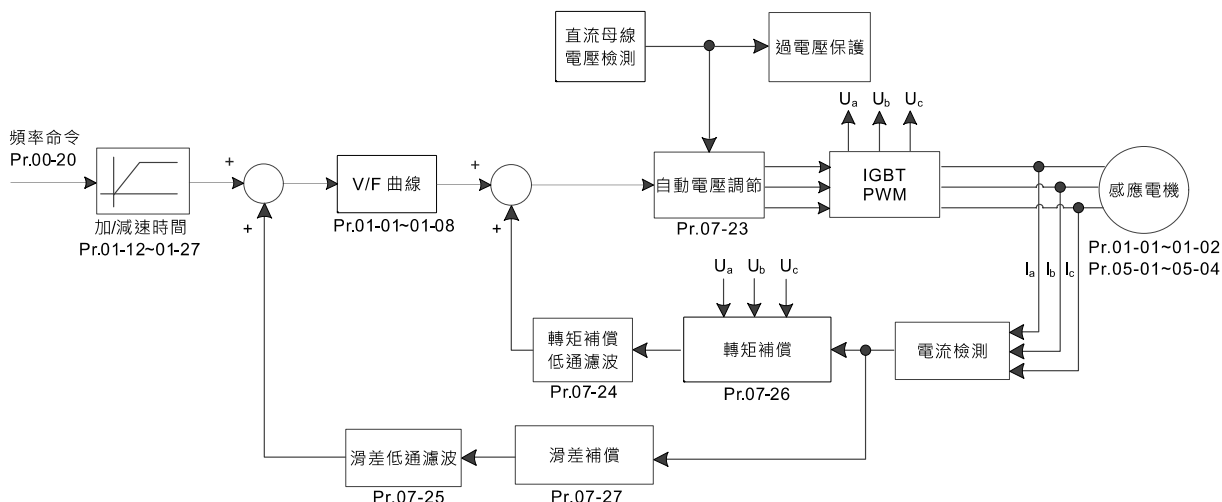 直流母線
電壓檢測
過電壓保護
Ua Ub Uc
頻率命令
Pr.00-20
+
+
V/F 曲線
自動電壓調節
IGBT
PWM
感應電機
加/減速時間
Pr.01-12~01-27
+
Pr.01-01~01-08
+
Pr.07-23
Pr.01-01~01-02
Pr.05-01~05-04
Ua Ub Uc
Ia Ib Ic
轉矩補償
低通濾波
轉矩補償
電流檢測
Pr.07-24
Pr.07-26
滑差低通濾波
滑差補償
Pr.07-25
Pr.07-27